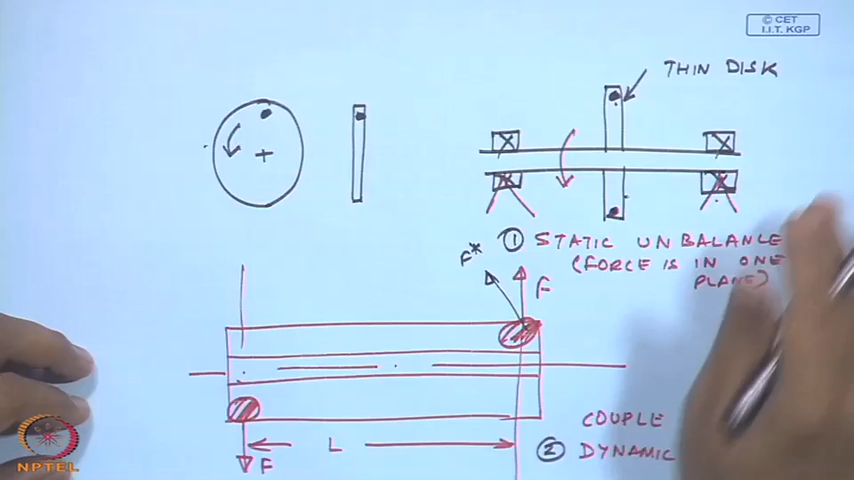 © CET
I.I.T. KGP
THIN DISK
① STATIC UNBALANCE
(FORCE IS IN ONE
PLANE)
F*
F
L
F
COUPLE
② DYNAMIC
NPTEL